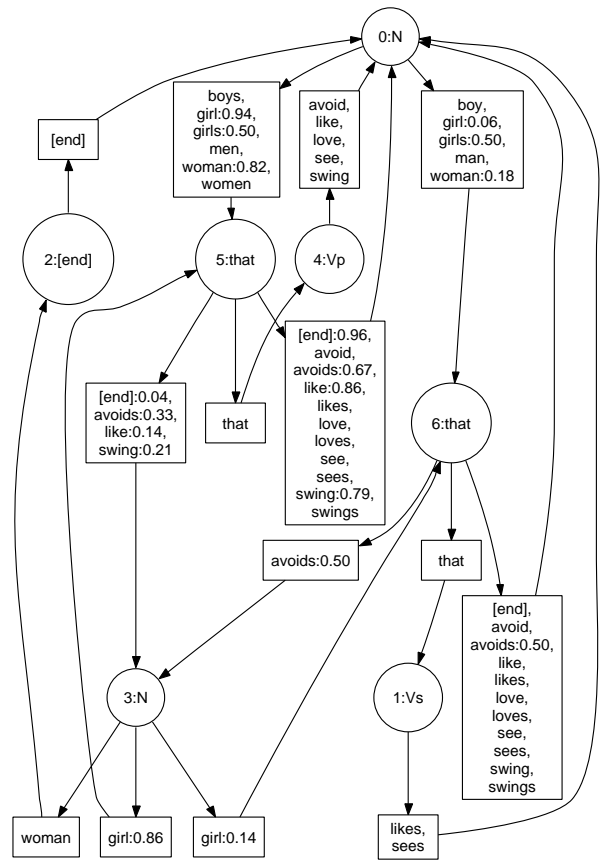 0:N
boys,
girl:0.94,
girls:0.50,
men,
woman:0.82,
women
avoid,
like,
love,
see,
swing
boy,
girl:0.06,
girls:0.50,
man,
woman:0.18
[end]
2:[end]
5:that
4:Vp
[end]:0.04,
avoids:0.33,
like:0.14,
swing:0.21
that
[end]:0.96,
avoid,
avoids:0.67,
like:0.86,
likes,
love,
loves,
see,
sees,
swing:0.79,
swings
6:that
avoids:0.50
that
[end],
avoid,
avoids:0.50,
like,
likes,
love,
loves,
see,
sees,
swing,
swings
3:N
1:Vs
woman
girl:0.86
girl:0.14
likes,
sees